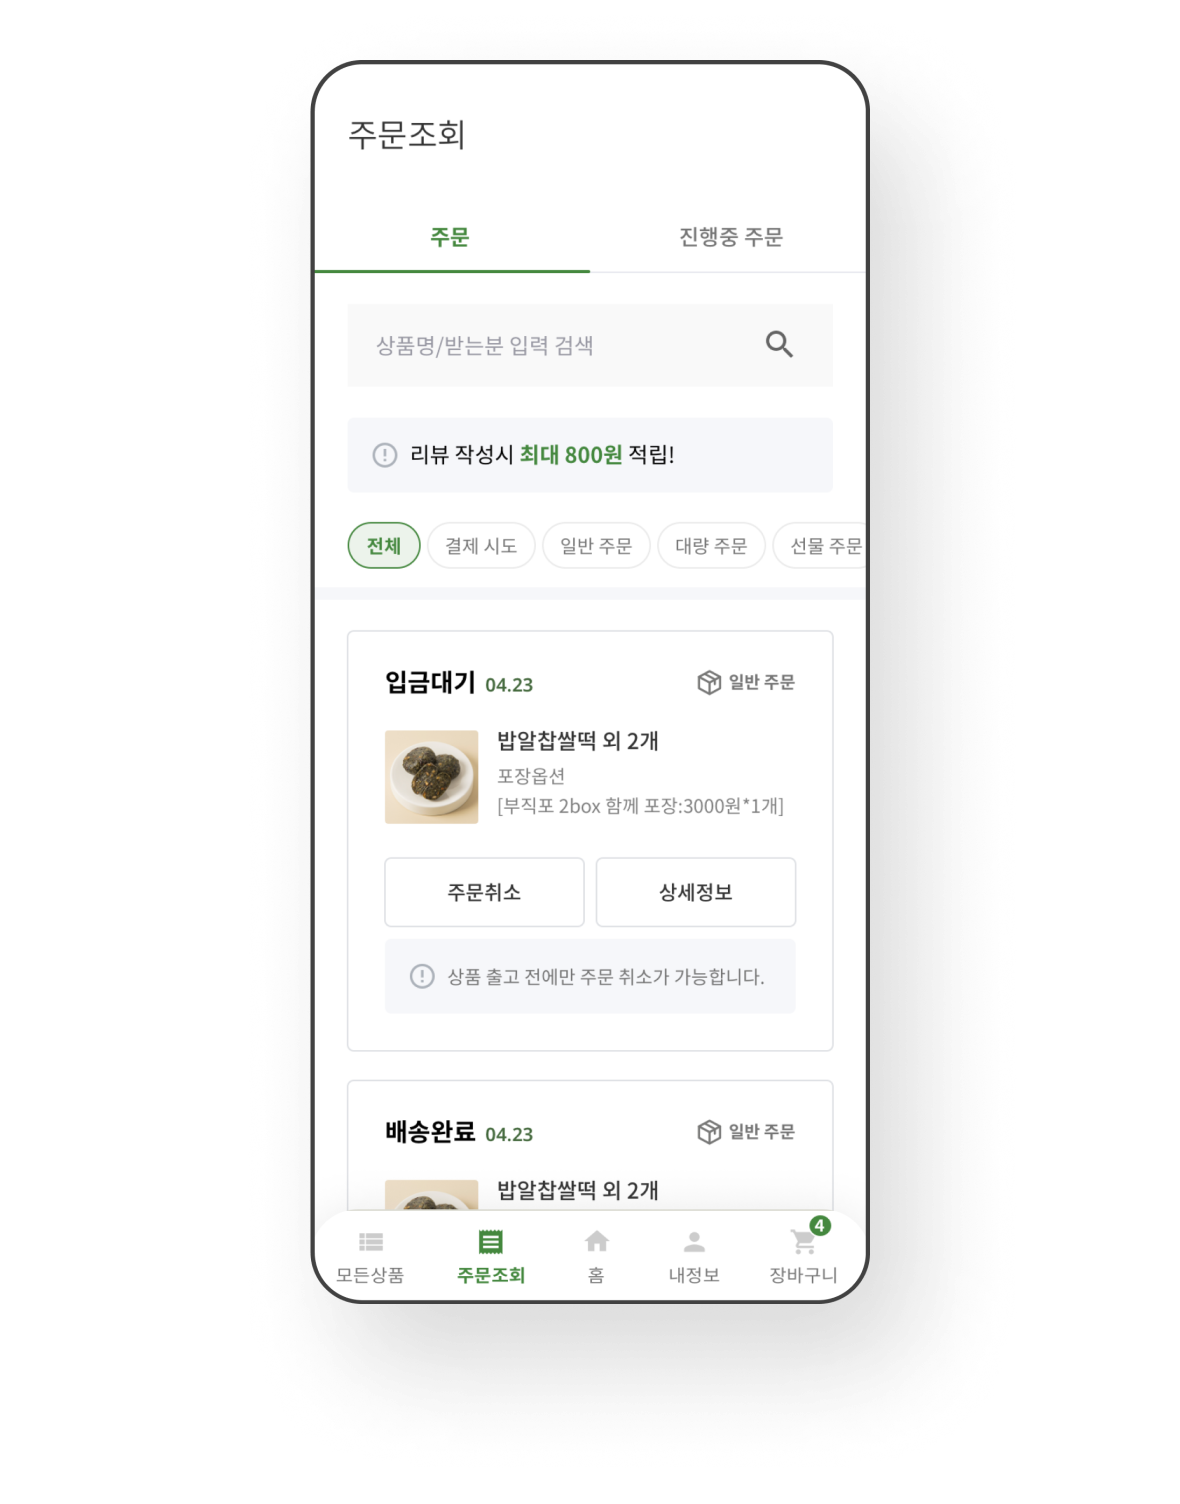 주문조회
주문
진행중 주문
상품명/받는분 입력 검색
리뷰 작성시 최대 800원 적립!
전체
결제 시도
일반 주문
대량 주문
선물 주문
입금대기 04.23
일반 주문
밥알찹쌀떡 외 2개
포장옵션
[부직포 2box 함께 포장:3000원*1개]
주문취소
상세정보
상품 출고 전에만 주문 취소가 가능합니다.
배송완료 04.23
일반 주문
밥알찹쌀떡 외 2개
4
모든상품
주문조회
홈
내정보
장바구니